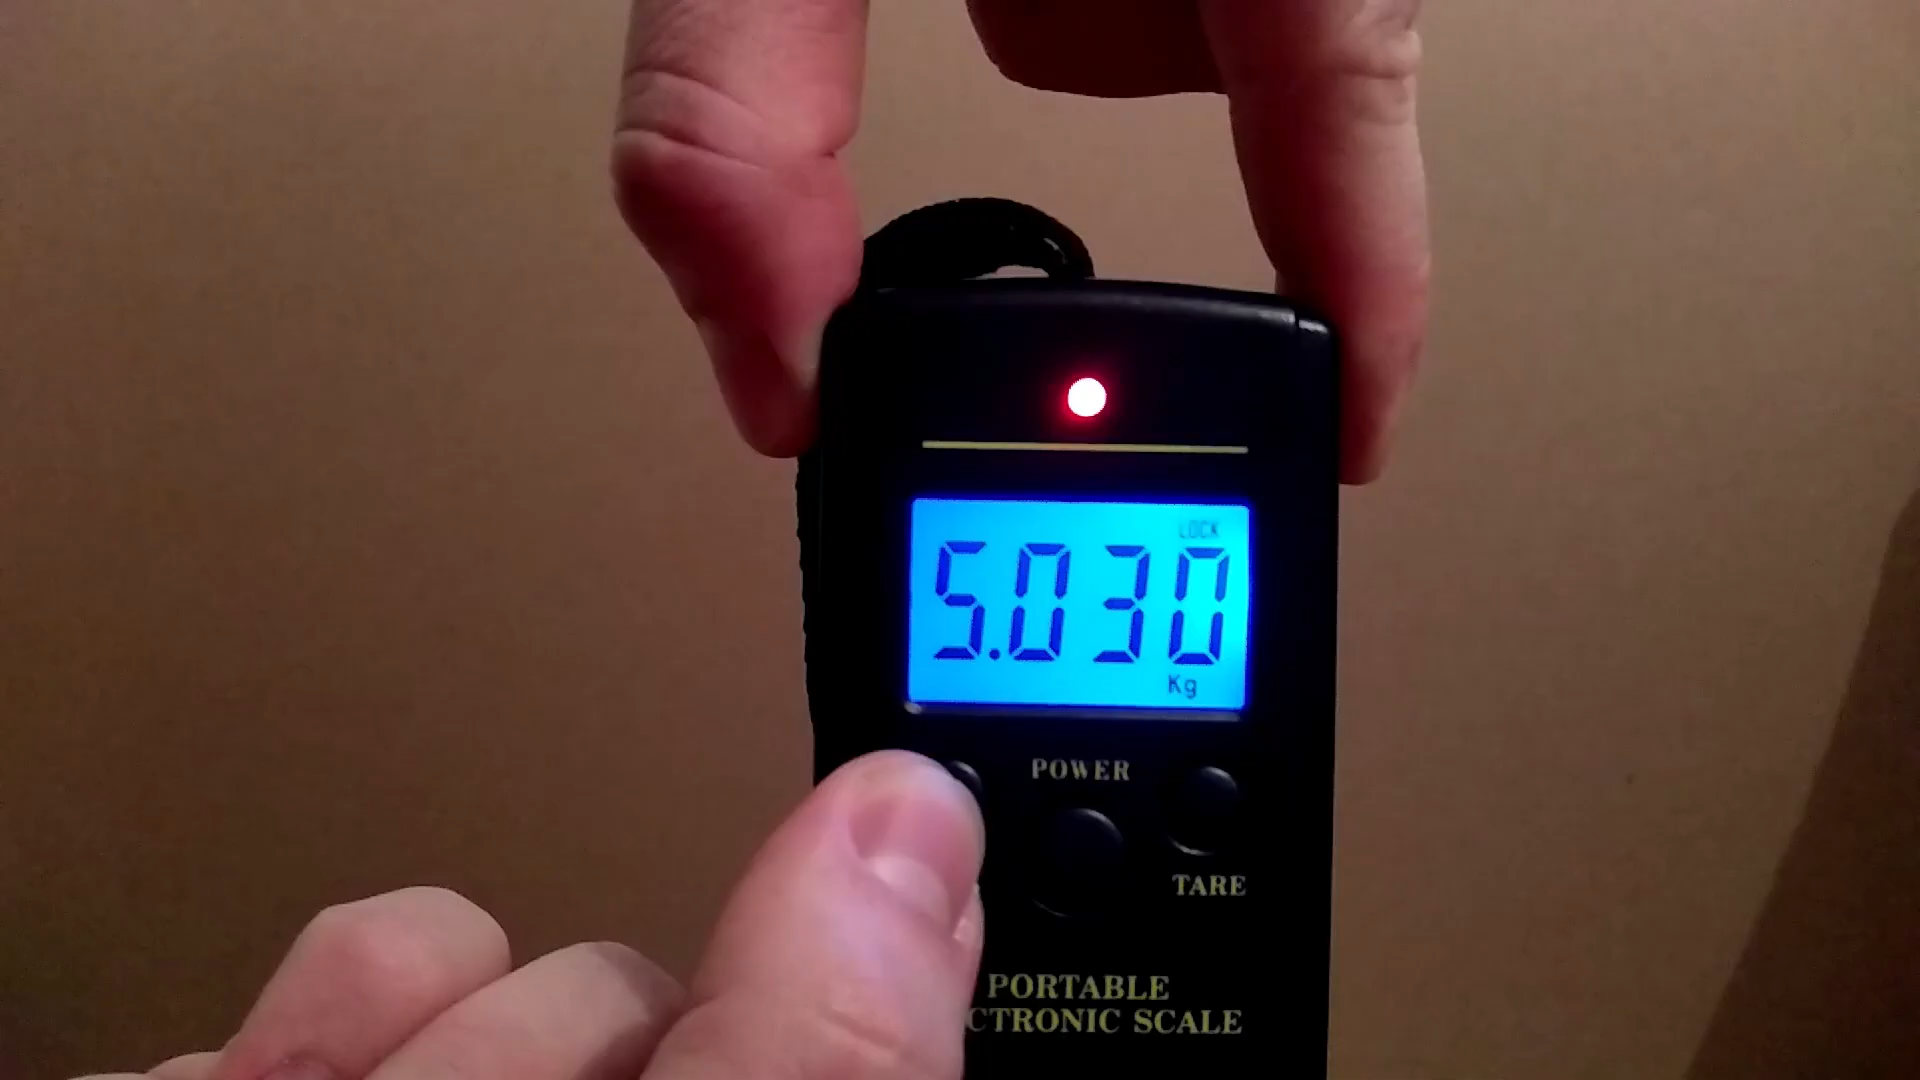 LOCK
5.030
Kg
POWER
TARE
PORTABLE
CTRONIC SCALE